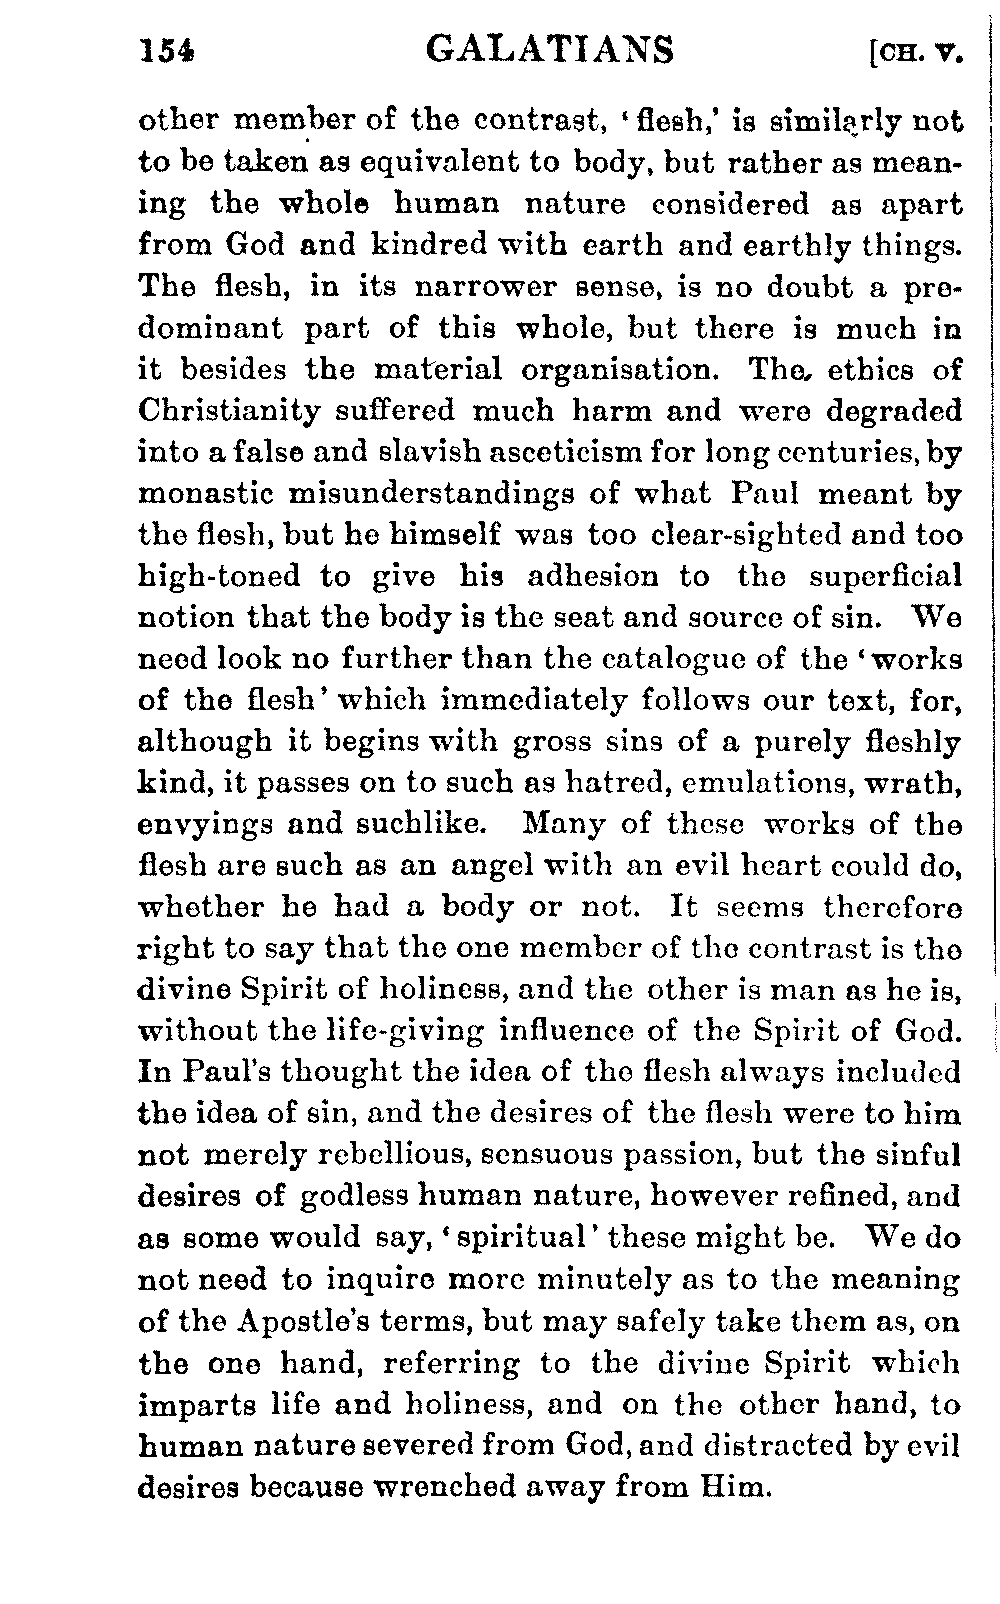 154 GALATIANS [CH. V.
other member of the contrast, ‘flesh,’ is similarly not
to be taken as equivalent to body, but rather as mean-
ing the whole human nature considered as apart
from God and kindred with earth and earthly things.
The flesh, in its narrower sense, is no doubt a pre-
dominant part of this whole, but there is much in
it besides the material organisation. The ethics of
Christianity suffered much harm and were degraded
into a false and slavish asceticism for long centuries, by
monastic misunderstandings of what Paul meant by
the flesh, but he himself was too clear-sighted and too
high-toned to give his adhesion to the superficial
notion that the body is the seat and source of sin. We
need look no further than the catalogue of the ‘works
of the flesh’ which immediately follows our text, for,
although it begins with gross sins of a purely fleshly
kind, it passes on to such as hatred, emulations, wrath,
envyings and suchlike. Many of these works of the
flesh are such as an angel with an evil heart could do,
whether he had a body or not. It seems therefore
right to say that the one member of the contrast is the
divine Spirit of holiness, and the other is man as he is,
without the life-giving influence of the Spirit of God.
In Paul’s thought the idea of the flesh always included
the idea of sin, and the desires of the flesh were to him
not merely rebellious, sensuous passion, but the sinful
desires of godless human nature, however refined, and
as some would say, ‘spiritual’ these might be. We do
not need to inquire more minutely as to the meaning
of the Apostle’s terms, but may safely take them as, on
the one hand, referring to the divine Spirit which
imparts life and holiness, and on the other hand, to
human nature severed from God, and distracted by evil
desires because wrenched away from Him.